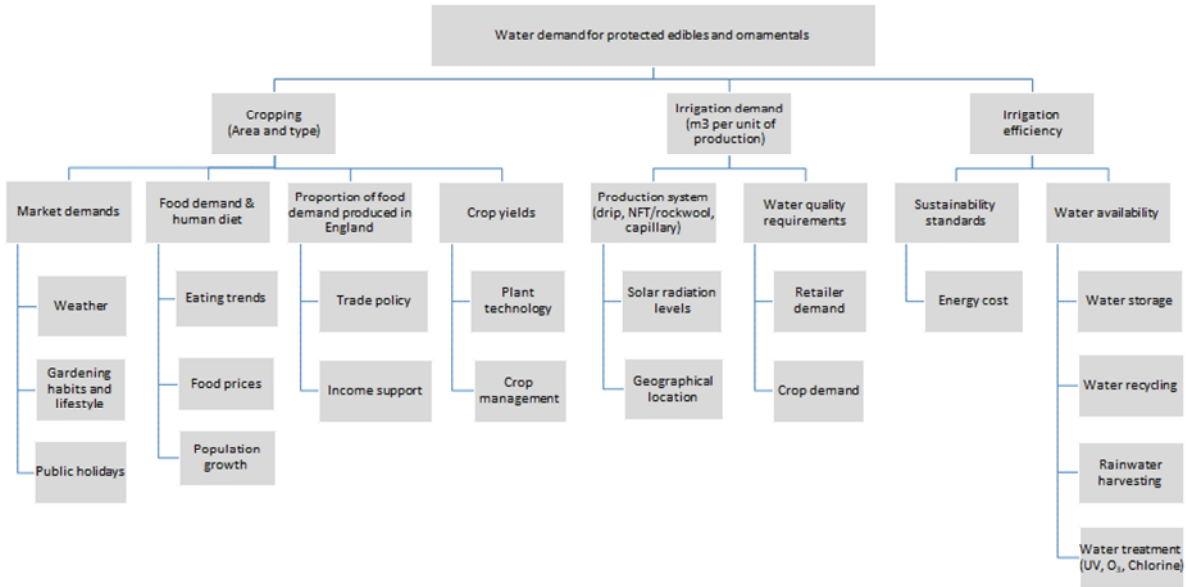 Water demand for protected edibles and ornamentals
Cropping
(Area and type)
Irrigation demand
(m3 per unit of
production)
Irrigation
efficiency
Market demands
Food demand &
human diet
Proportion of food
demand produced in
England
Crop yields
Production system
(drip, NFT/rockwool,
capillary)
Water quality
requirements
Sustainability
standards
Water availability
Weather
Gardening
habits and
lifestyle
Public holidays
Eating trends
Food prices
Population
growth
Trade policy
Income support
Plant
technology
Crop
management
Solar radiation
levels
Geographical
location
Retailer
demand
Crop demand
Energy cost
Water storage
Water recycling
Rainwater
harvesting
Water treatment
(UV, O₃, Chlorine)